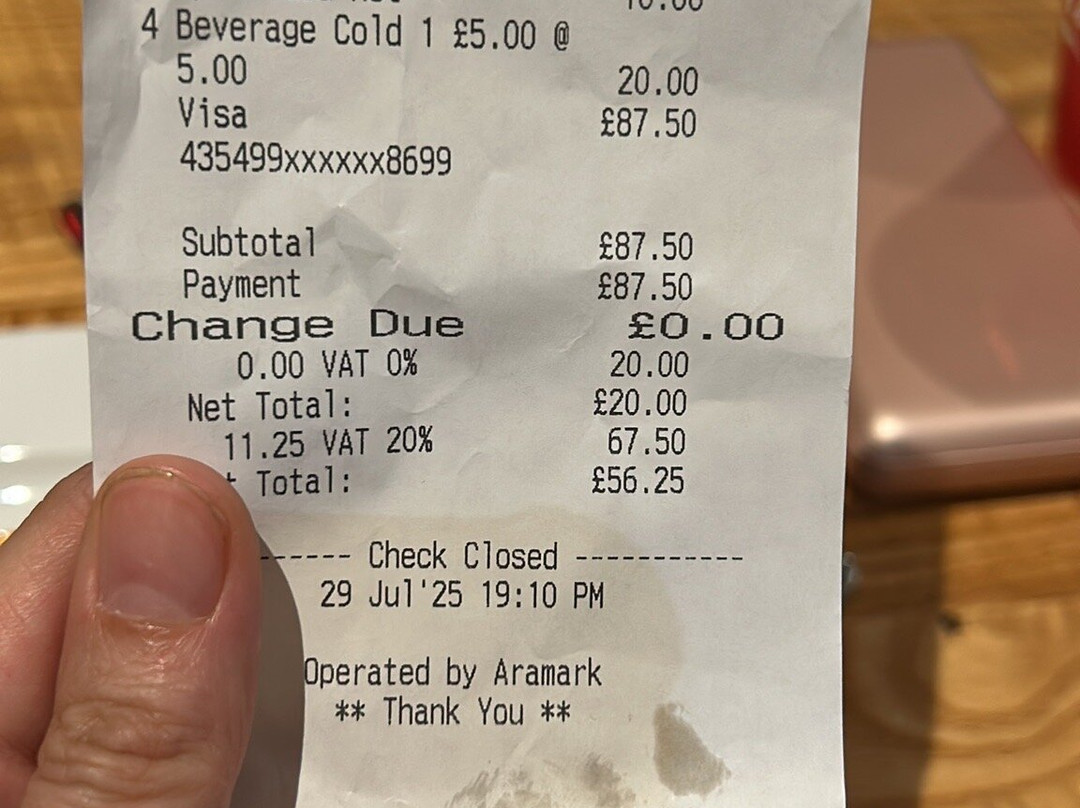 4 Beverage Cold 1 £5.00 @
5.00 20.00
Visa £87.50
435499xxxxxx8699
Subtotal £87.50
Payment £87.50
Change Due £0.00
0.00 VAT 0% 20.00
Net Total: £20.00
11.25 VAT 20% 67.50
Total: £56.25
------ Check Closed -----------
29 Jul'25 19:10 PM
Operated by Aramark
** Thank You **